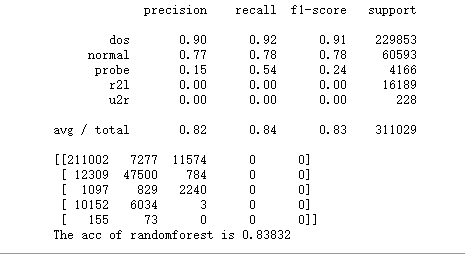 precision recall f1-score support
dos 0.90 0.92 0.91 229853
normal 0.77 0.78 0.78 60593
probe 0.15 0.54 0.24 4166
r2l 0.00 0.00 0.00 16189
u2r 0.00 0.00 0.00 228
avg / total 0.82 0.84 0.83 311029
[[211002 7277 11574 0 0]
[ 12309 47500 784 0 0]
[ 1097 829 2240 0 0]
[ 10152 6034 3 0 0]
[ 155 73 0 0 0]]
The acc of randomforest is 0.83832